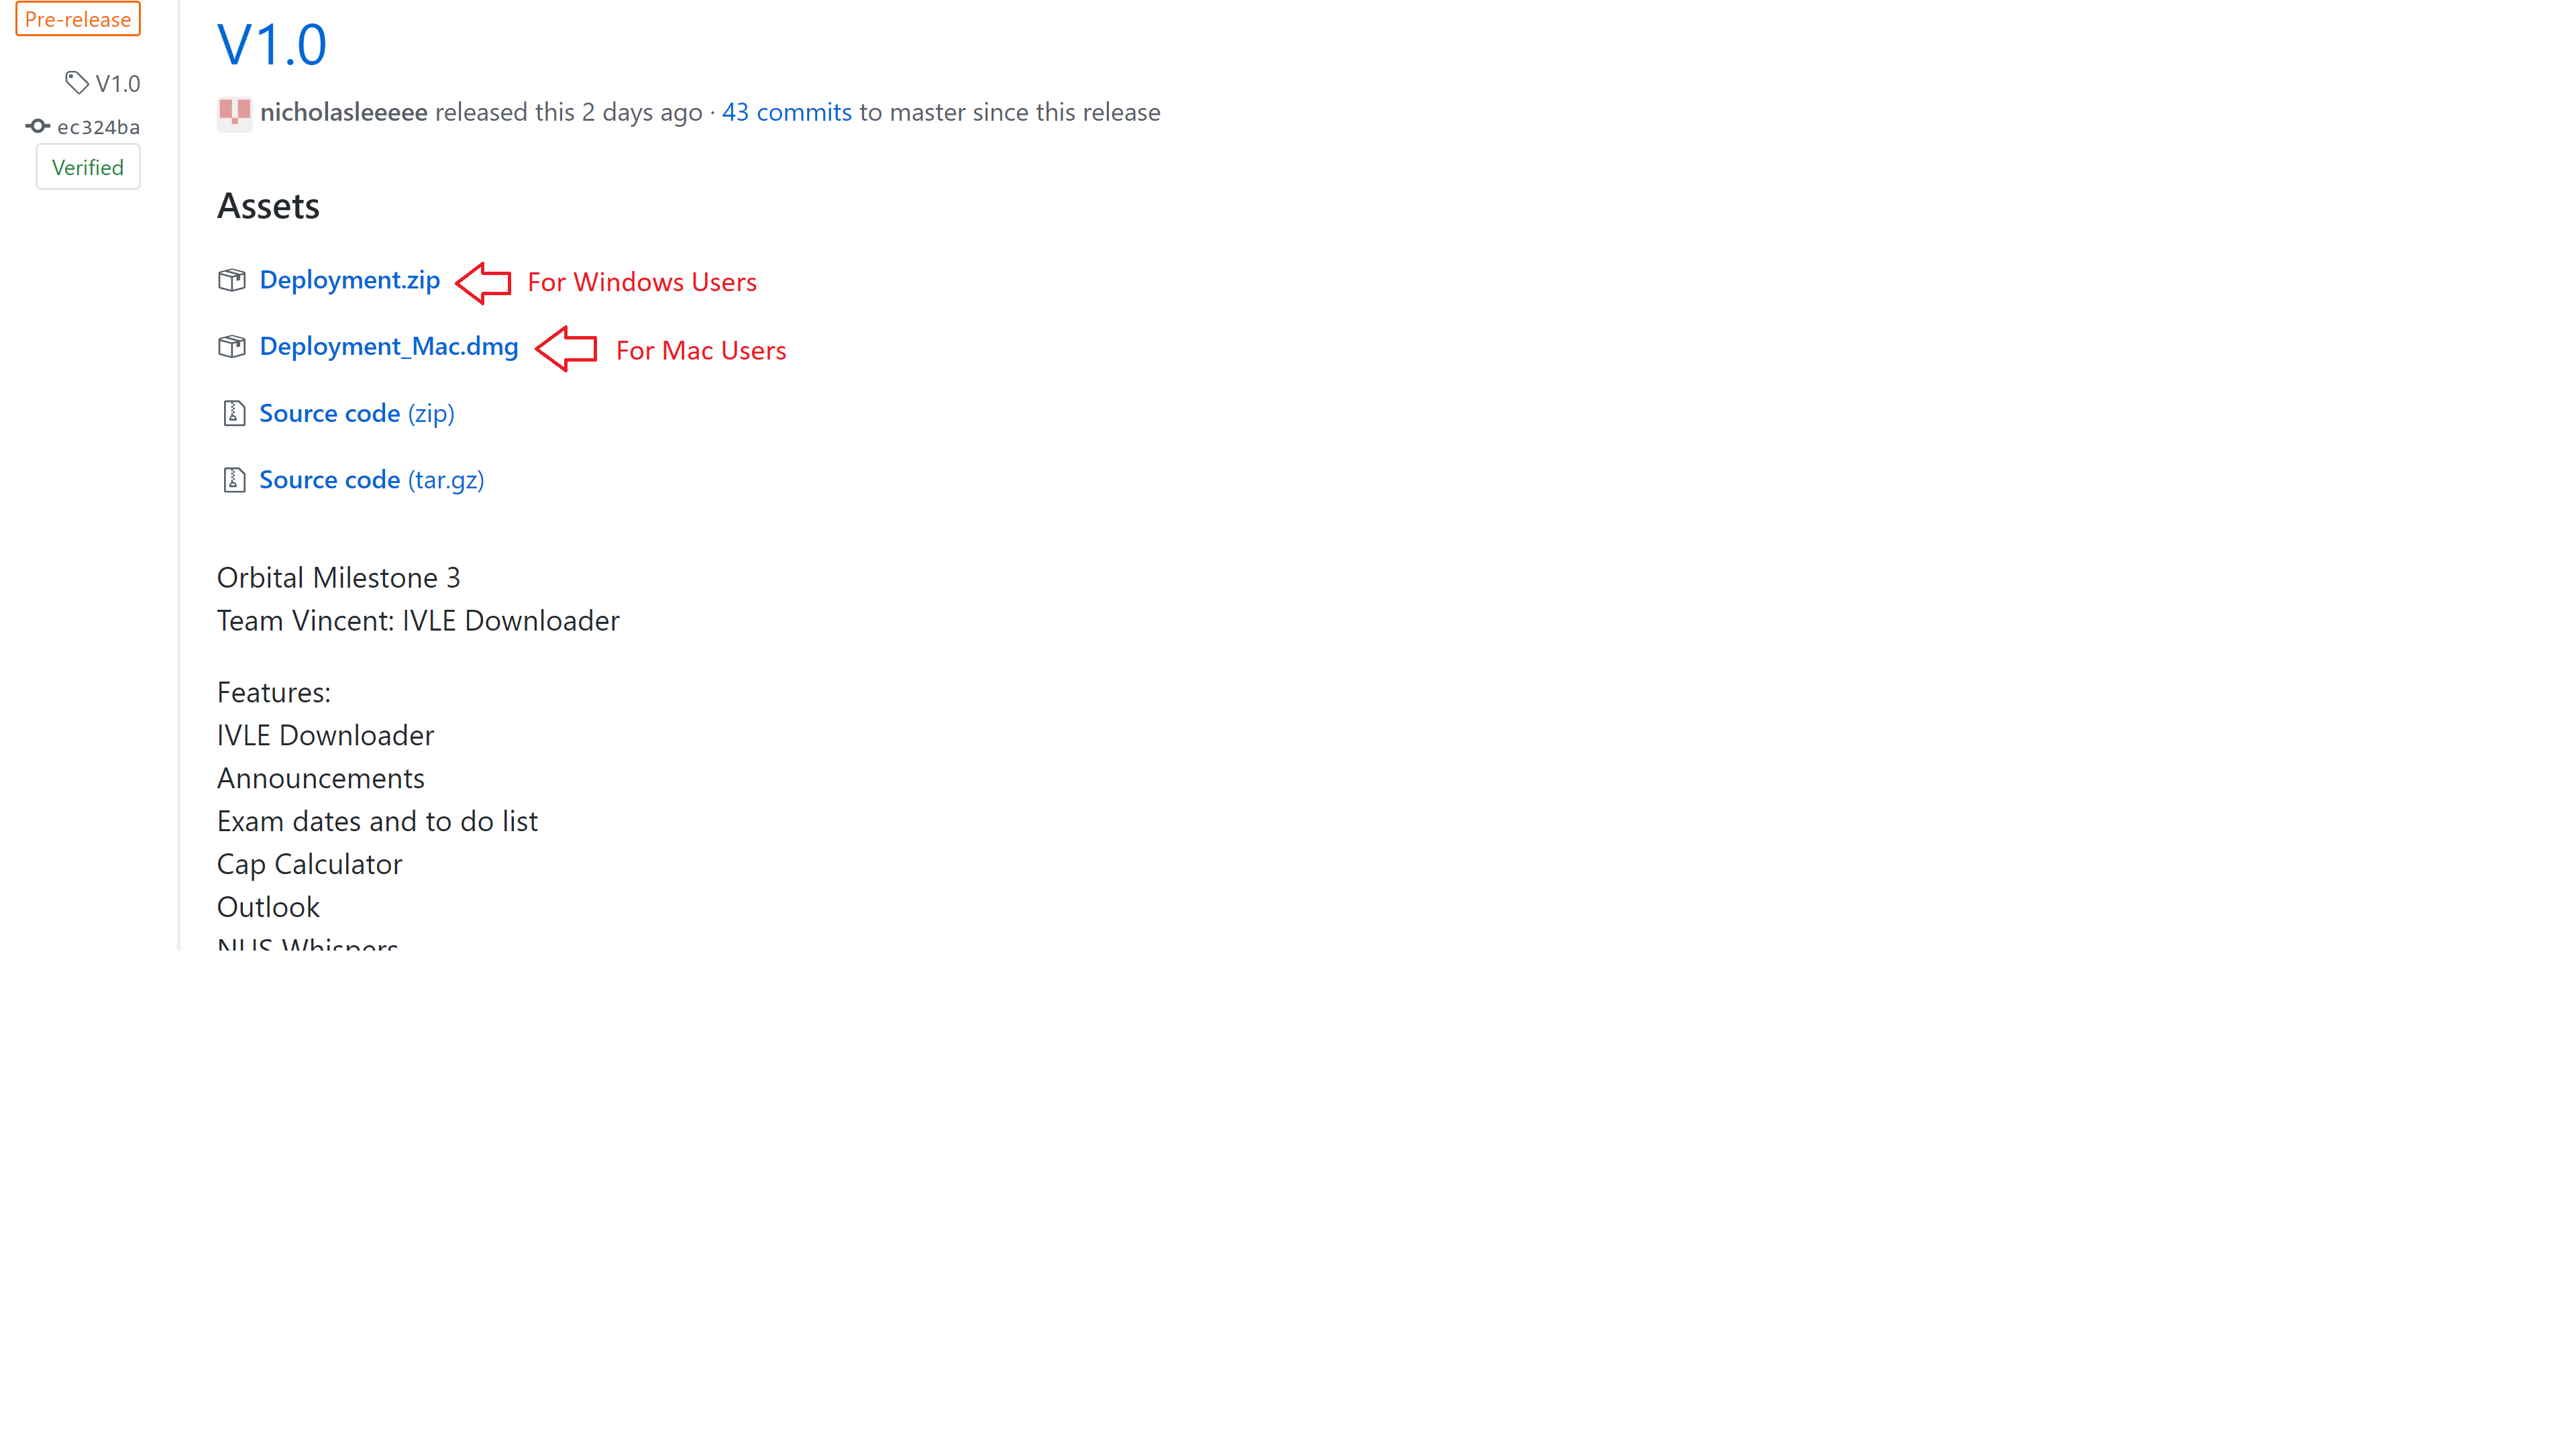 Pre-release
V1.0
ec324ba
Verified
V1.0
nicholasleeeee released this 2 days ago · 43 commits to master since this release
Assets
Deployment.zip For Windows Users
Deployment_Mac.dmg For Mac Users
Source code (zip)
Source code (tar.gz)
Orbital Milestone 3
Team Vincent: IVLE Downloader
Features:
IVLE Downloader
Announcements
Exam dates and to do list
Cap Calculator
Outlook
NUS Whispers